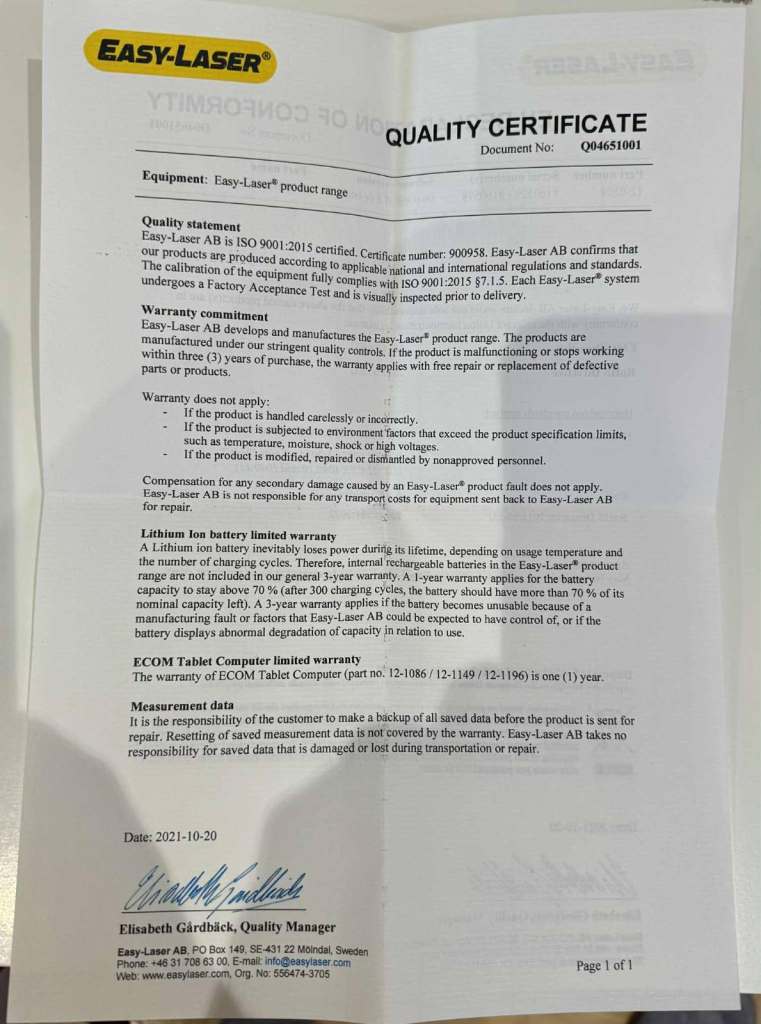 EASY-LASER®
QUALITY CERTIFICATE
Document No: Q04651001
Equipment: Easy-Laser® product range
Quality statement
Easy-Laser AB is ISO 9001:2015 certified. Certificate number: 900958. Easy-Laser AB confirms that
our products are produced according to applicable national and international regulations and standards.
The calibration of the equipment fully complies with ISO 9001:2015 §7.1.5. Each Easy-Laser® system
undergoes a Factory Acceptance Test and is visually inspected prior to delivery.
Warranty commitment
Easy-Laser AB develops and manufactures the Easy-Laser® product range. The products are
manufactured under our stringent quality controls. If the product is malfunctioning or stops working
within three (3) years of purchase, the warranty applies with free repair or replacement of defective
parts or products.
Warranty does not apply:
- If the product is handled carelessly or incorrectly.
- If the product is subjected to environment factors that exceed the product specification limits,
such as temperature, moisture, shock or high voltages.
- If the product is modified, repaired or dismantled by nonapproved personnel.
Compensation for any secondary damage caused by an Easy-Laser® product fault does not apply.
Easy-Laser AB is not responsible for any transport costs for equipment sent back to Easy-Laser AB
for repair.
Lithium Ion battery limited warranty
A Lithium ion battery inevitably loses power during its lifetime, depending on usage temperature and
the number of charging cycles. Therefore, internal rechargeable batteries in the Easy-Laser® product
range are not included in our general 3-year warranty. A 1-year warranty applies for the battery
capacity to stay above 70 % (after 300 charging cycles, the battery should have more than 70 % of its
nominal capacity left). A 3-year warranty applies if the battery becomes unusable because of a
manufacturing fault or factors that Easy-Laser AB could be expected to have control of, or if the
battery displays abnormal degradation of capacity in relation to use.
ECOM Tablet Computer limited warranty
The warranty of ECOM Tablet Computer (part no. 12-1086 / 12-1149 / 12-1196) is one (1) year.
Measurement data
It is the responsibility of the customer to make a backup of all saved data before the product is sent for
repair. Resetting of saved measurement data is not covered by the warranty. Easy-Laser AB takes no
responsibility for saved data that is damaged or lost during transportation or repair.
Date: 2021-10-20
Elisabeth Gårdbäck, Quality Manager
Easy-Laser AB, PO Box 149, SE-431 22 Mölndal, Sweden
Phone: +46 31 708 63 00, E-mail: info@easylaser.com
Web: www.easylaser.com, Org. No: 556474-3705
Page 1 of 1